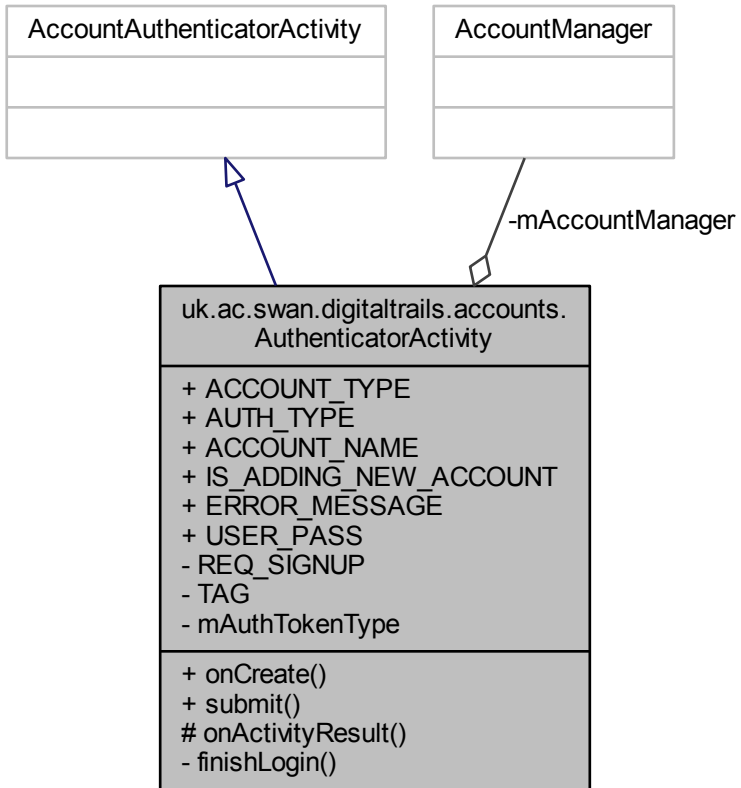 AccountAuthenticatorActivity
AccountManager
-mAccountManager
uk.ac.swan.digitaltrails.accounts.
AuthenticatorActivity
+ ACCOUNT_TYPE
+ AUTH_TYPE
+ ACCOUNT_NAME
+ IS_ADDING_NEW_ACCOUNT
+ ERROR_MESSAGE
+ USER_PASS
- REQ_SIGNUP
- TAG
- mAuthTokenType
+ onCreate()
+ submit()
# onActivityResult()
- finishLogin()